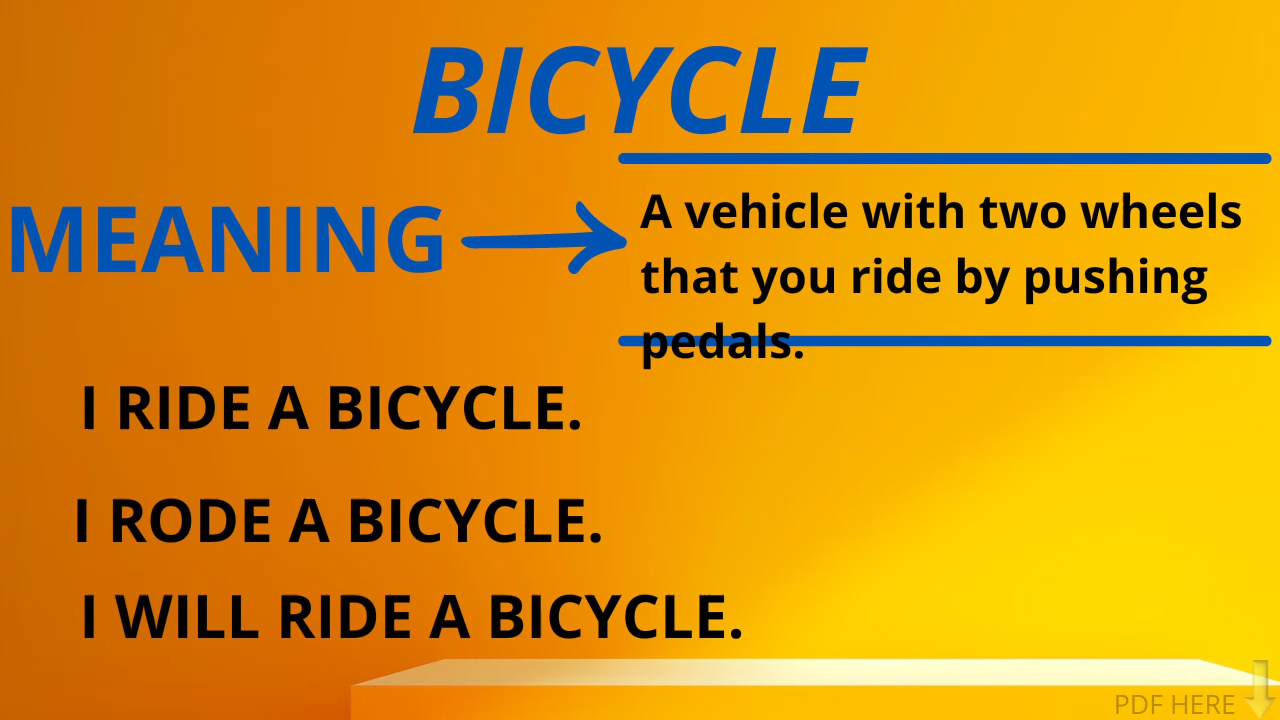 BICYCLE
MEANING
A vehicle with two wheels
that you ride by pushing
pedals.
I RIDE A BICYCLE.
I RODE A BICYCLE.
I WILL RIDE A BICYCLE.
PDF HERE